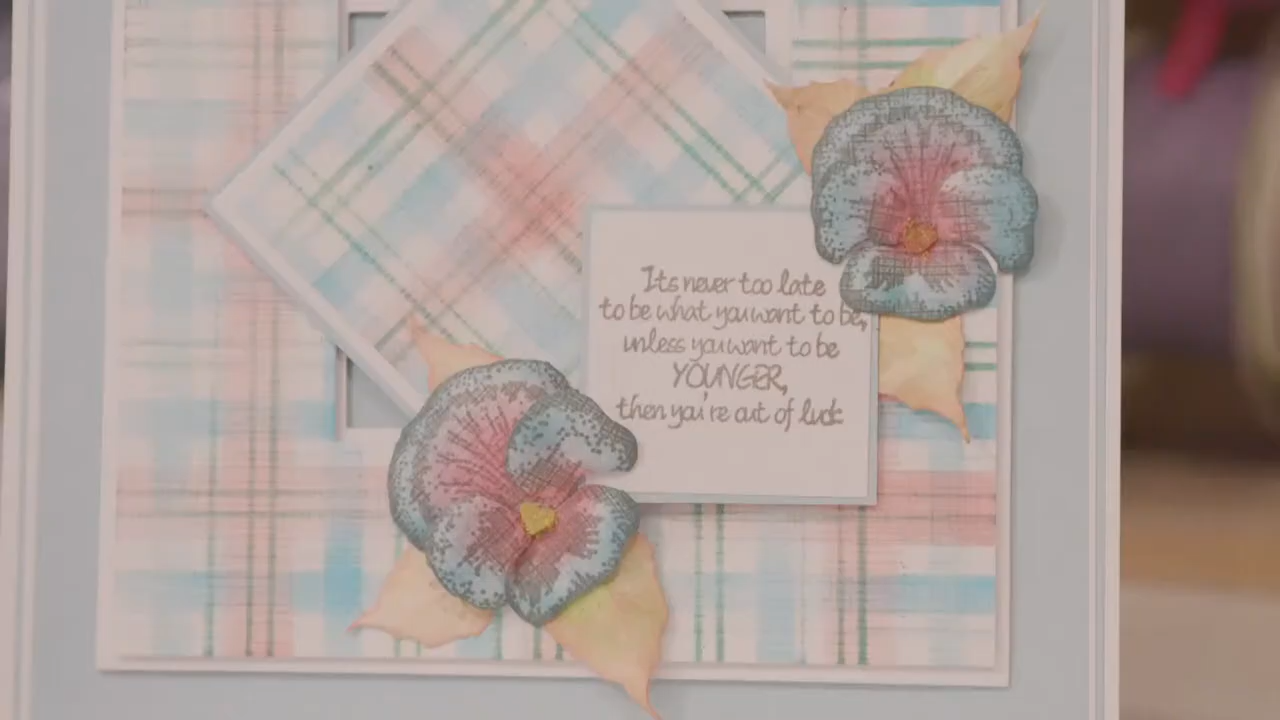 Its never too late
to be what you want to be,
unless you want to be
YOUNGER,
then you're out of luck